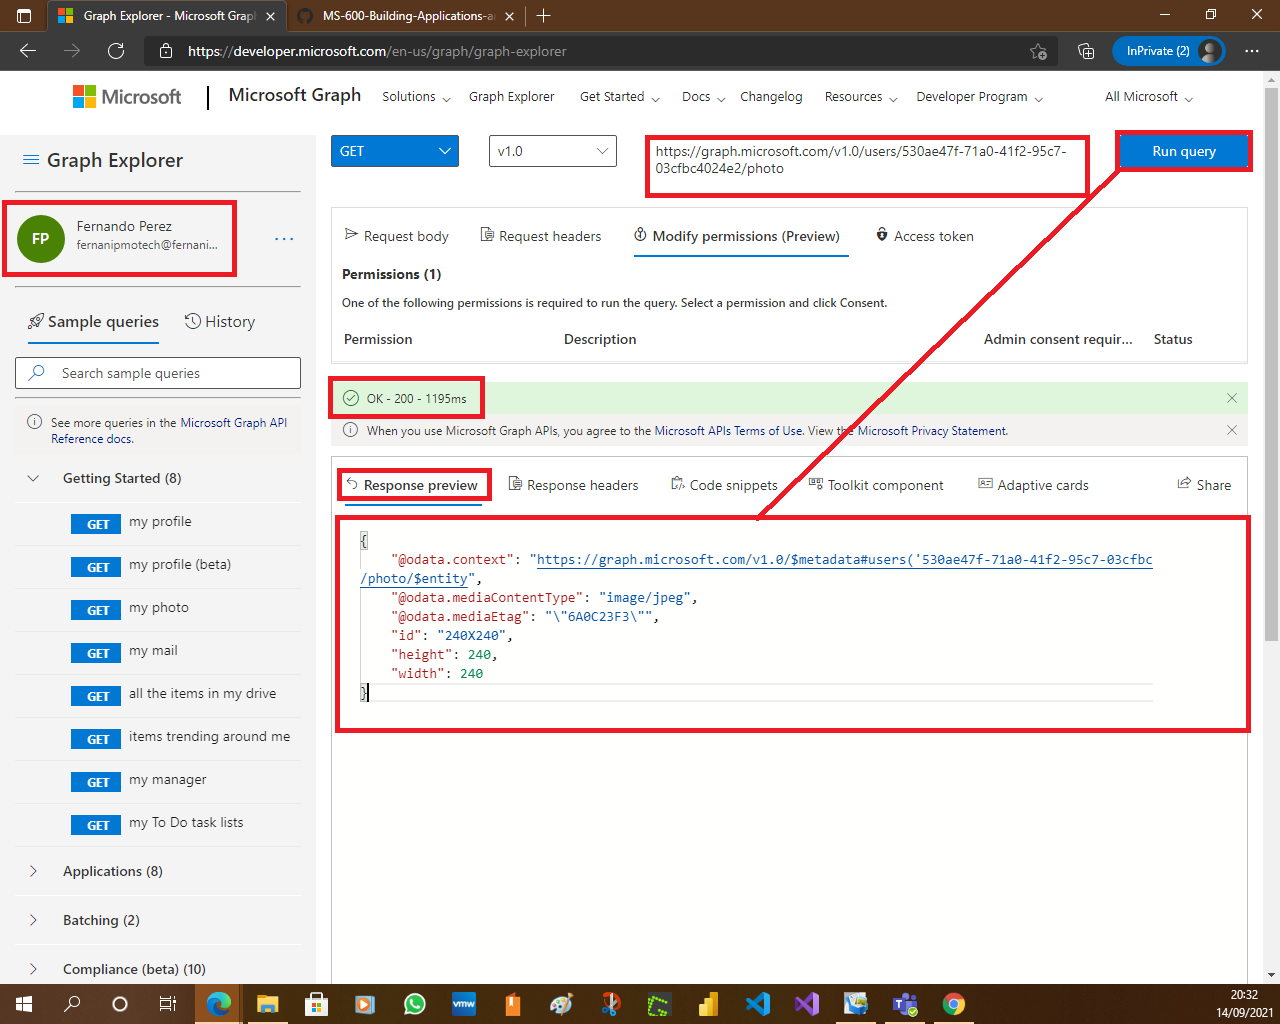 Graph Explorer - Microsoft Graph
MS-600-Building-Applications-a
https://developer.microsoft.com/en-us/graph/graph-explorer
InPrivate (2)
Microsoft
Microsoft Graph
Solutions
Graph Explorer
Get Started
Docs
Changelog
Resources
Developer Program
All Microsoft
Graph Explorer
GET
v1.0
https://graph.microsoft.com/v1.0/users/530ae47f-71a0-41f2-95c7-
03cfbc4024e2/photo
Run query
FP
Fernando Perez
fernanipmotech@fernani...
Request body
Request headers
Modify permissions (Preview)
Access token
Permissions (1)
One of the following permissions is required to run the query. Select a permission and click Consent.
Permission
Description
Admin consent requir...
Status
Sample queries
History
Search sample queries
OK - 200 - 1195ms
See more queries in the Microsoft Graph API
Reference docs.
When you use Microsoft Graph APIs, you agree to the Microsoft APIs Terms of Use. View the Microsoft Privacy Statement.
Getting Started (8)
GET my profile
GET my profile (beta)
GET my photo
GET my mail
GET all the items in my drive
GET items trending around me
GET my manager
GET my To Do task lists
Applications (8)
Batching (2)
Compliance (beta) (10)
Response preview
Response headers
Code snippets
Toolkit component
Adaptive cards
Share
{
"@odata.context": "https://graph.microsoft.com/v1.0/$metadata#users('530ae47f-71a0-41f2-95c7-03cfbc
/photo/$entity",
"@odata.mediaContentType": "image/jpeg",
"@odata.mediaEtag": "\"6A0C23F3\"",
"id": "240X240",
"height": 240,
"width": 240
}
vmw
20:32
14/09/2021